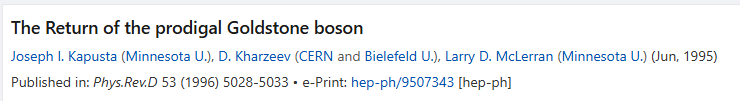 The Return of the prodigal Goldstone boson
Joseph I. Kapusta (Minnesota U.), D. Kharzeev (CERN and Bielefeld U.), Larry D. McLerran (Minnesota U.) (Jun, 1995)
Published in: Phys.Rev.D 53 (1996) 5028-5033 • e-Print: hep-ph/9507343 [hep-ph]